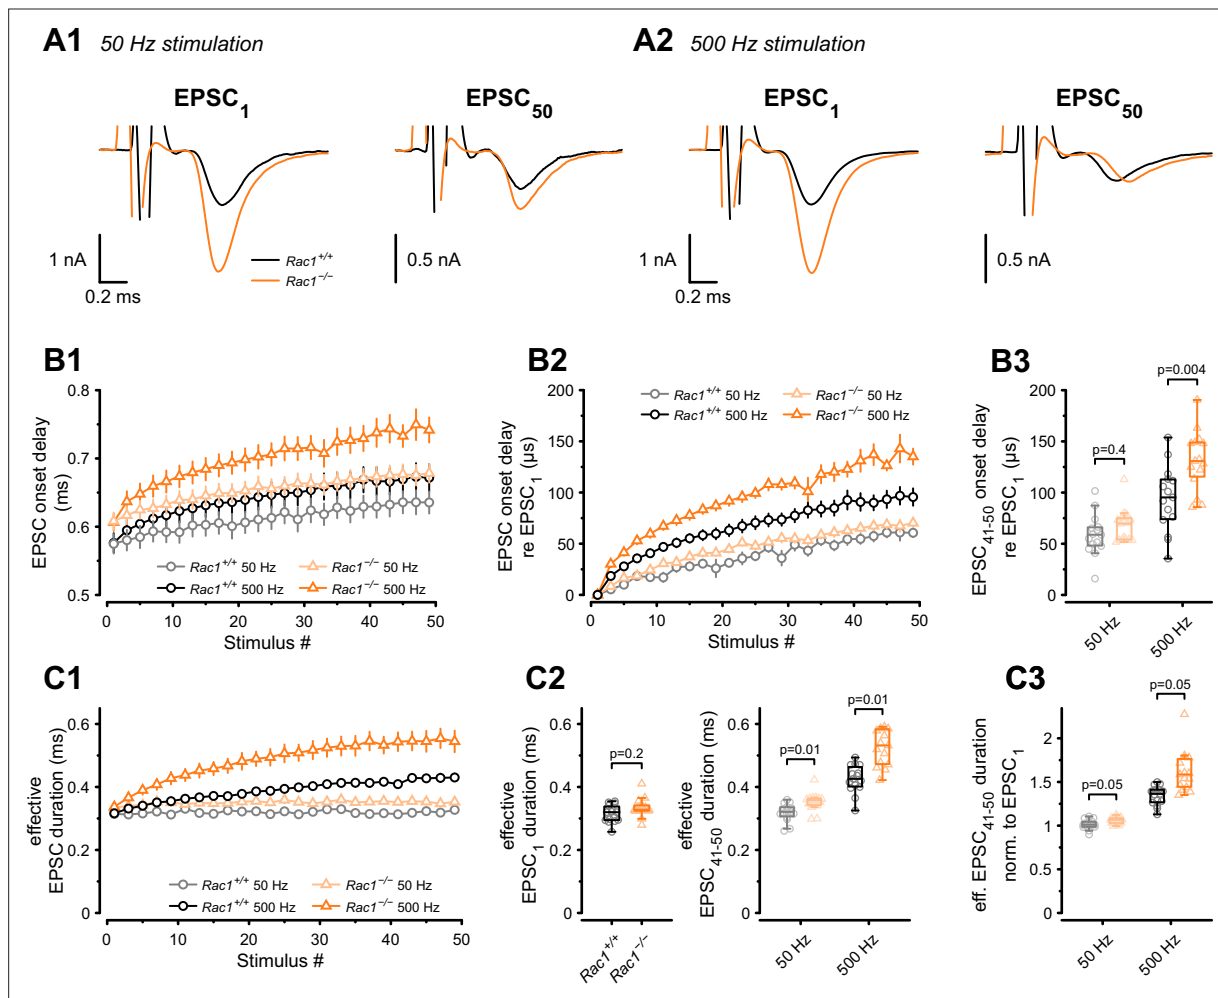 A1 50 Hz stimulation
A2 500 Hz stimulation
EPSC1
EPSC50
EPSC1
EPSC50
1 nA
0.2 ms
Rac1+/+
Rac1−/−
0.5 nA
1 nA
0.2 ms
0.5 nA
B1
EPSC onset delay
(ms)
0.8
0.7
0.6
0.5
Rac1+/+ 50 Hz
Rac1−/− 50 Hz
Rac1+/+ 500 Hz
Rac1−/− 500 Hz
0 10 20 30 40 50
Stimulus #
B2
EPSC onset delay
re EPSC1 (µs)
200
150
100
50
0
Rac1+/+ 50 Hz
Rac1−/− 50 Hz
Rac1+/+ 500 Hz
Rac1−/− 500 Hz
0 10 20 30 40 50
Stimulus #
B3
EPSC41-50 onset delay
re EPSC1 (µs)
200
150
100
50
0
p=0.4
p=0.004
50 Hz
500 Hz
C1
effective
EPSC duration (ms)
0.6
0.4
0.2
0
Rac1+/+ 50 Hz
Rac1−/− 50 Hz
Rac1+/+ 500 Hz
Rac1−/− 500 Hz
0 10 20 30 40 50
Stimulus #
C2
effective
EPSC1 duration (ms)
0.6
0.4
0.2
0
p=0.2
Rac1+/+
Rac1−/−
effective
EPSC41-50 duration (ms)
0.6
0.4
0.2
0
p=0.01
p=0.01
50 Hz
500 Hz
C3
eff. EPSC41-50 duration
norm. to EPSC1
2
1.5
1
0.5
0
p=0.05
p=0.05
50 Hz
500 Hz